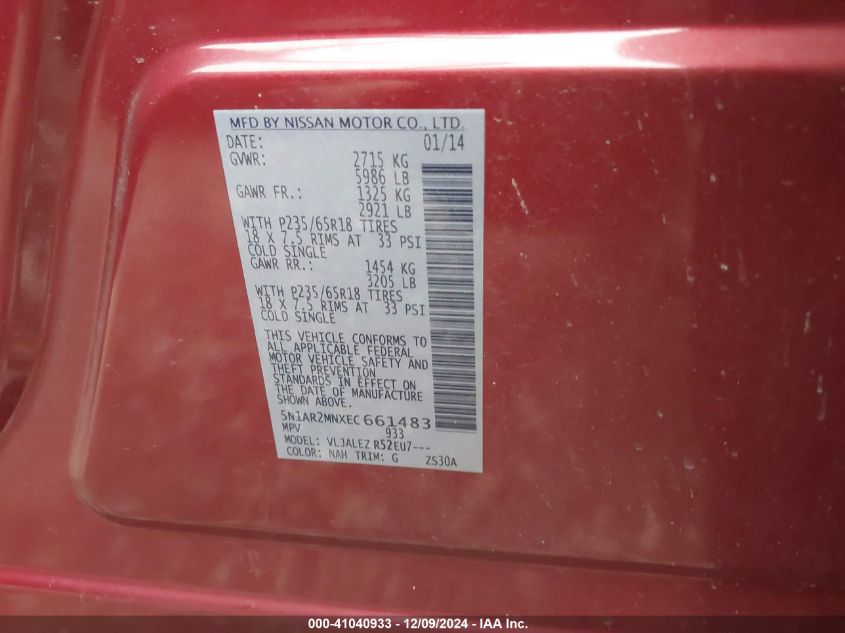 MFD BY NISSAN MOTOR CO., LTD.
DATE: 01/14
GVWR: 2715 KG
5986 LB
GAWR FR.: 1325 KG
2921 LB
WITH P235/65R18 TIRES
18 X 7.5 RIMS AT 33 PSI
COLD SINGLE
GAWR RR.: 1454 KG
3205 LB
WITH P235/65R18 TIRES
18 X 7.5 RIMS AT 33 PSI
COLD SINGLE
THIS VEHICLE CONFORMS TO
ALL APPLICABLE FEDERAL
MOTOR VEHICLE SAFETY AND
THEFT PREVENTION
STANDARDS IN EFFECT ON
THE DATE OF MANUFACTURE
SHOWN ABOVE.
5N1AR2MNXEC661483
MPV 933
MODEL: VLJALEZ R52EU7---
COLOR: NAH TRIM: G ZS30A
000-41040933 - 12/09/2024 - IAA Inc.